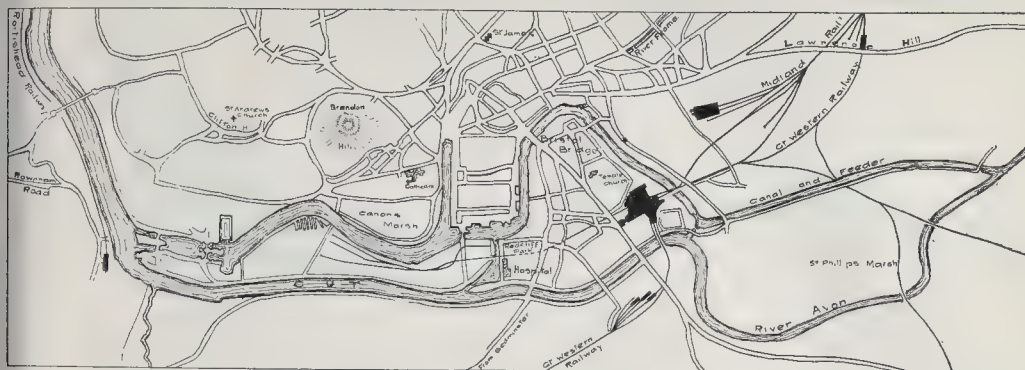 Portishead Railway
Rownham
Road
St Andrews
Church
Clifton H.
Brandon
Hill
St James
River Frome
Lawrence Hill
Midland Rail.
Gt Western Railway
Bristol
Bridge
Temple
Church
Cathedral
Canons
Marsh
Canal and Feeder
Redcliff
Park
Hospital
St Philips Marsh
CUT
River Avon
From Bedminster
Gt Western
Railway